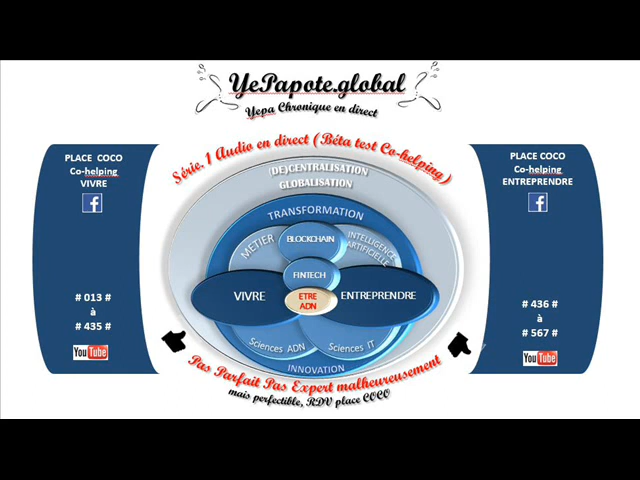 YePapote.global
Yepa Chronique en direct
Série, 1 Audio en direct (Béta test Co-helping)
PLACE COCO
Co-helping
VIVRE
# 013 #
à
# 435 #
YouTube
(DE)CENTRALISATION
GLOBALISATION
TRANSFORMATION
METIER
BLOCKCHAIN
INTELLIGENCE
ARTIFICIELLE
FINTECH
VIVRE
ETRE
ADN
ENTREPRENDRE
Sciences ADN
Sciences IT
INNOVATION
PLACE COCO
Co-helping
ENTREPRENDRE
# 436 #
à
# 567 #
YouTube
Pas Parfait Pas Expert malheureusement
mais perfectible, RDV place COCO